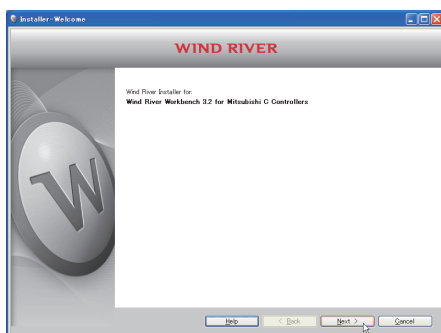 Installer-Welcome
WIND RIVER
Wind River Installer for:
Wind River Workbench 3.2 for Mitsubishi C Controllers
W
Help < Back Next > Cancel